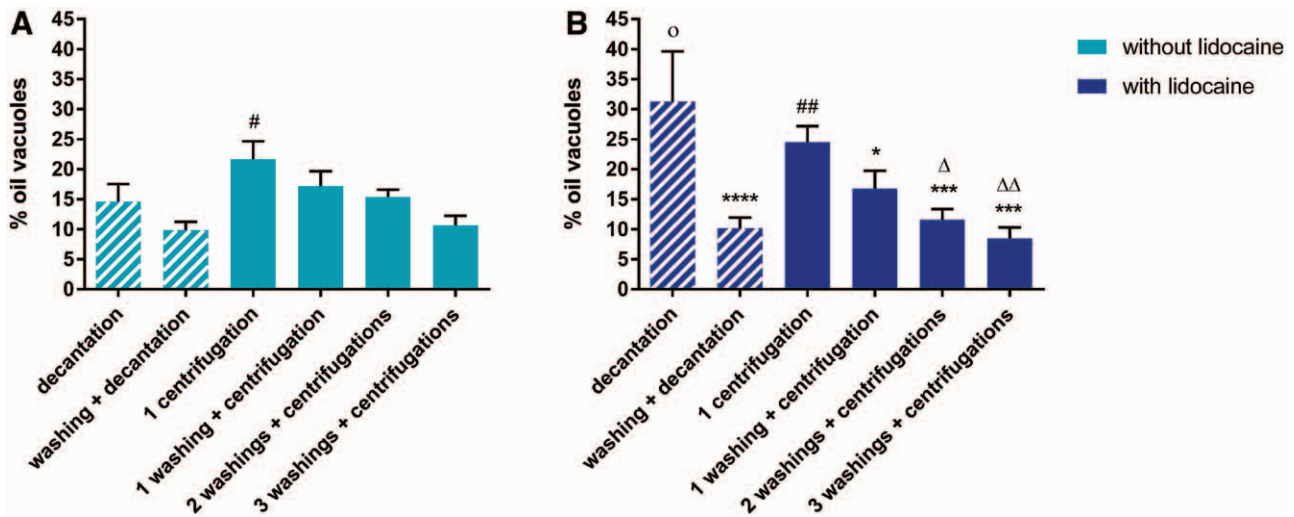 A
% oil vacuoles
45
40
35
30
25
20
15
10
5
0
#
decantation
washing + decantation
1 centrifugation
1 washing + centrifugation
2 washings + centrifugations
3 washings + centrifugations
B
% oil vacuoles
45
40
35
30
25
20
15
10
5
0
o
****
##
*
Δ
***
ΔΔ
***
decantation
washing + decantation
1 centrifugation
1 washing + centrifugation
2 washings + centrifugations
3 washings + centrifugations
without lidocaine
with lidocaine